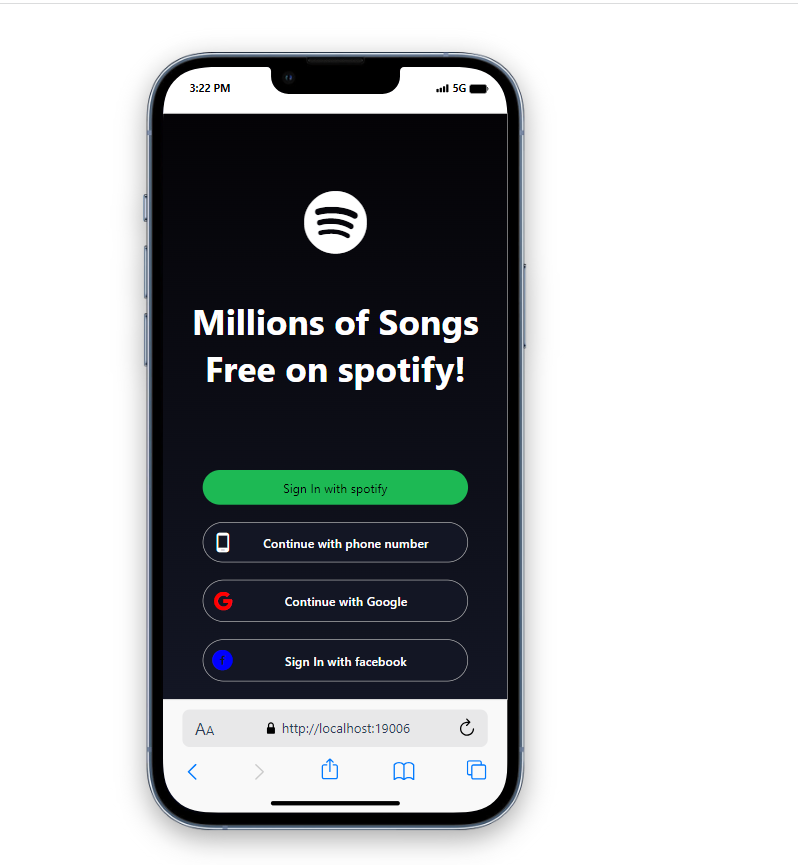 3:22 PM 5G
Millions of Songs
Free on spotify!
Sign In with spotify
Continue with phone number
G Continue with Google
f Sign In with facebook
AA http://localhost:19006